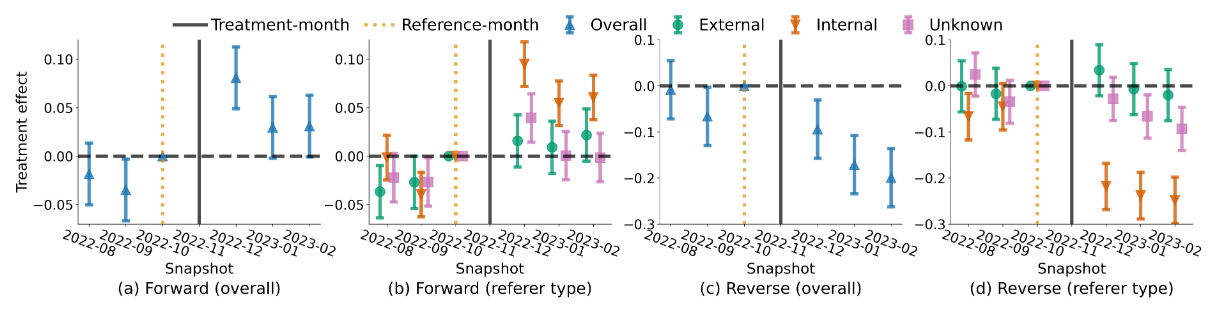 Treatment-month Reference-month Overall External Internal Unknown
Treatment effect
0.10
0.05
0.00
−0.05
2022-08 2022-09 2022-10 2022-11 2022-12 2023-01 2023-02
Snapshot
(a) Forward (overall)
0.10
0.05
0.00
−0.05
2022-08 2022-09 2022-10 2022-11 2022-12 2023-01 2023-02
Snapshot
(b) Forward (referer type)
0.1
0.0
−0.1
−0.2
−0.3
2022-08 2022-09 2022-10 2022-11 2022-12 2023-01 2023-02
Snapshot
(c) Reverse (overall)
0.1
0.0
−0.1
−0.2
−0.3
2022-08 2022-09 2022-10 2022-11 2022-12 2023-01 2023-02
Snapshot
(d) Reverse (referer type)